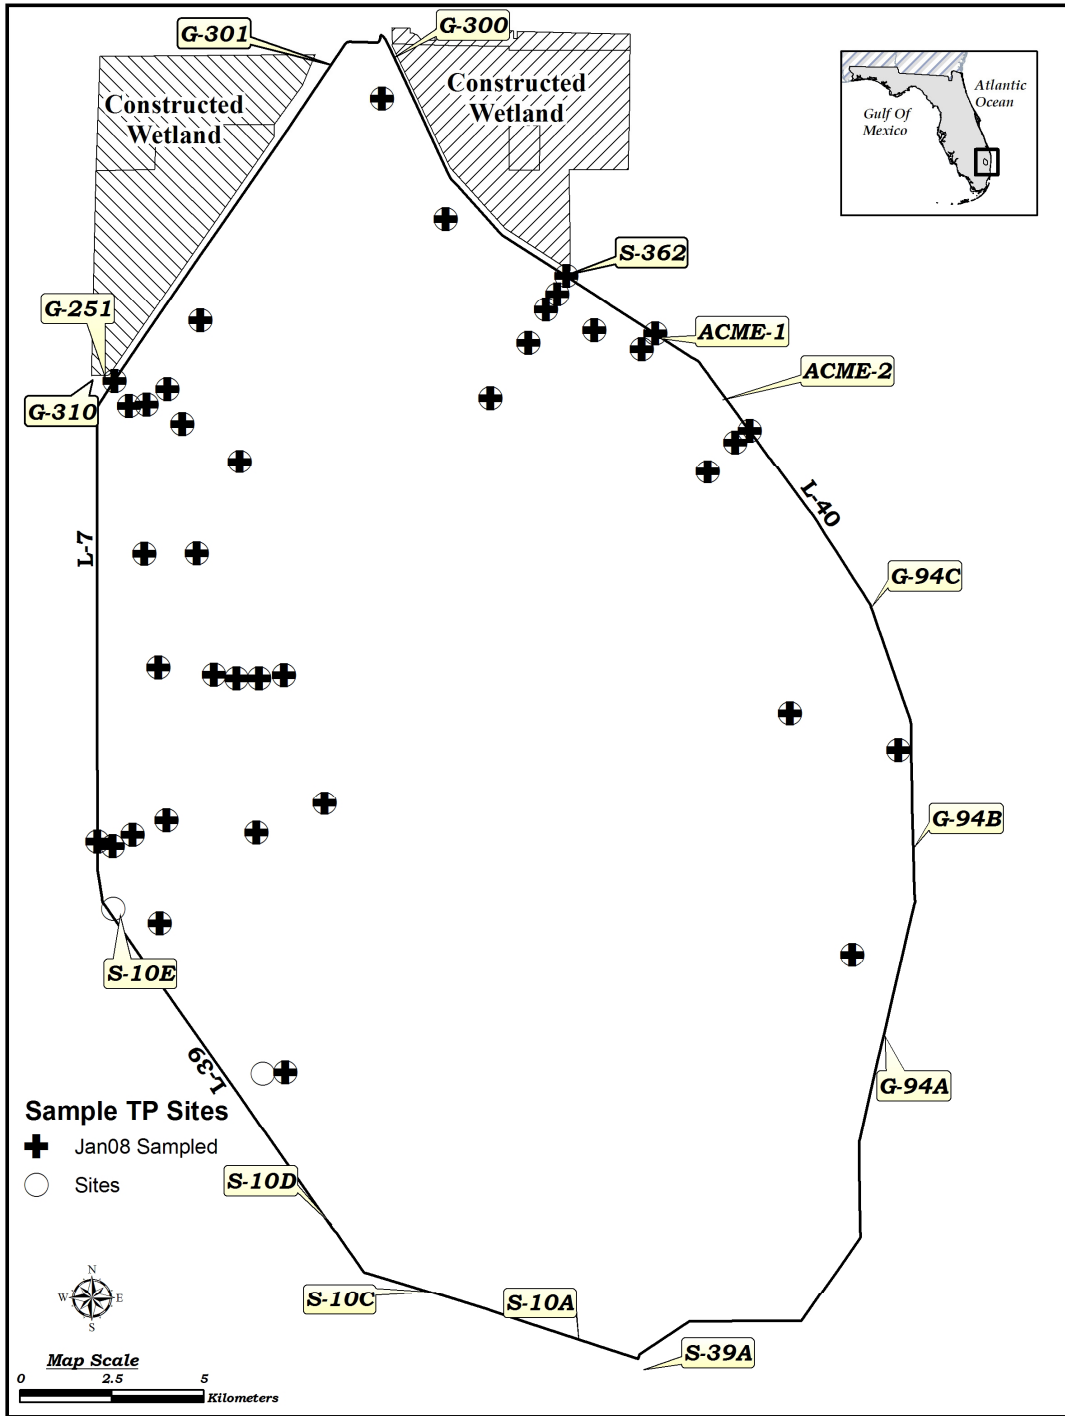 G-301
G-300
Constructed
Wetland
Constructed
Wetland
Atlantic
Ocean
Gulf Of
Mexico
S-362
G-251
ACME-1
ACME-2
G-310
L-40
L-7
G-94C
G-94B
S-10E
L-39
G-94A
Sample TP Sites
Jan08 Sampled
Sites
S-10D
N
W E
S
S-10C
S-10A
S-39A
Map Scale
0 2.5 5
Kilometers